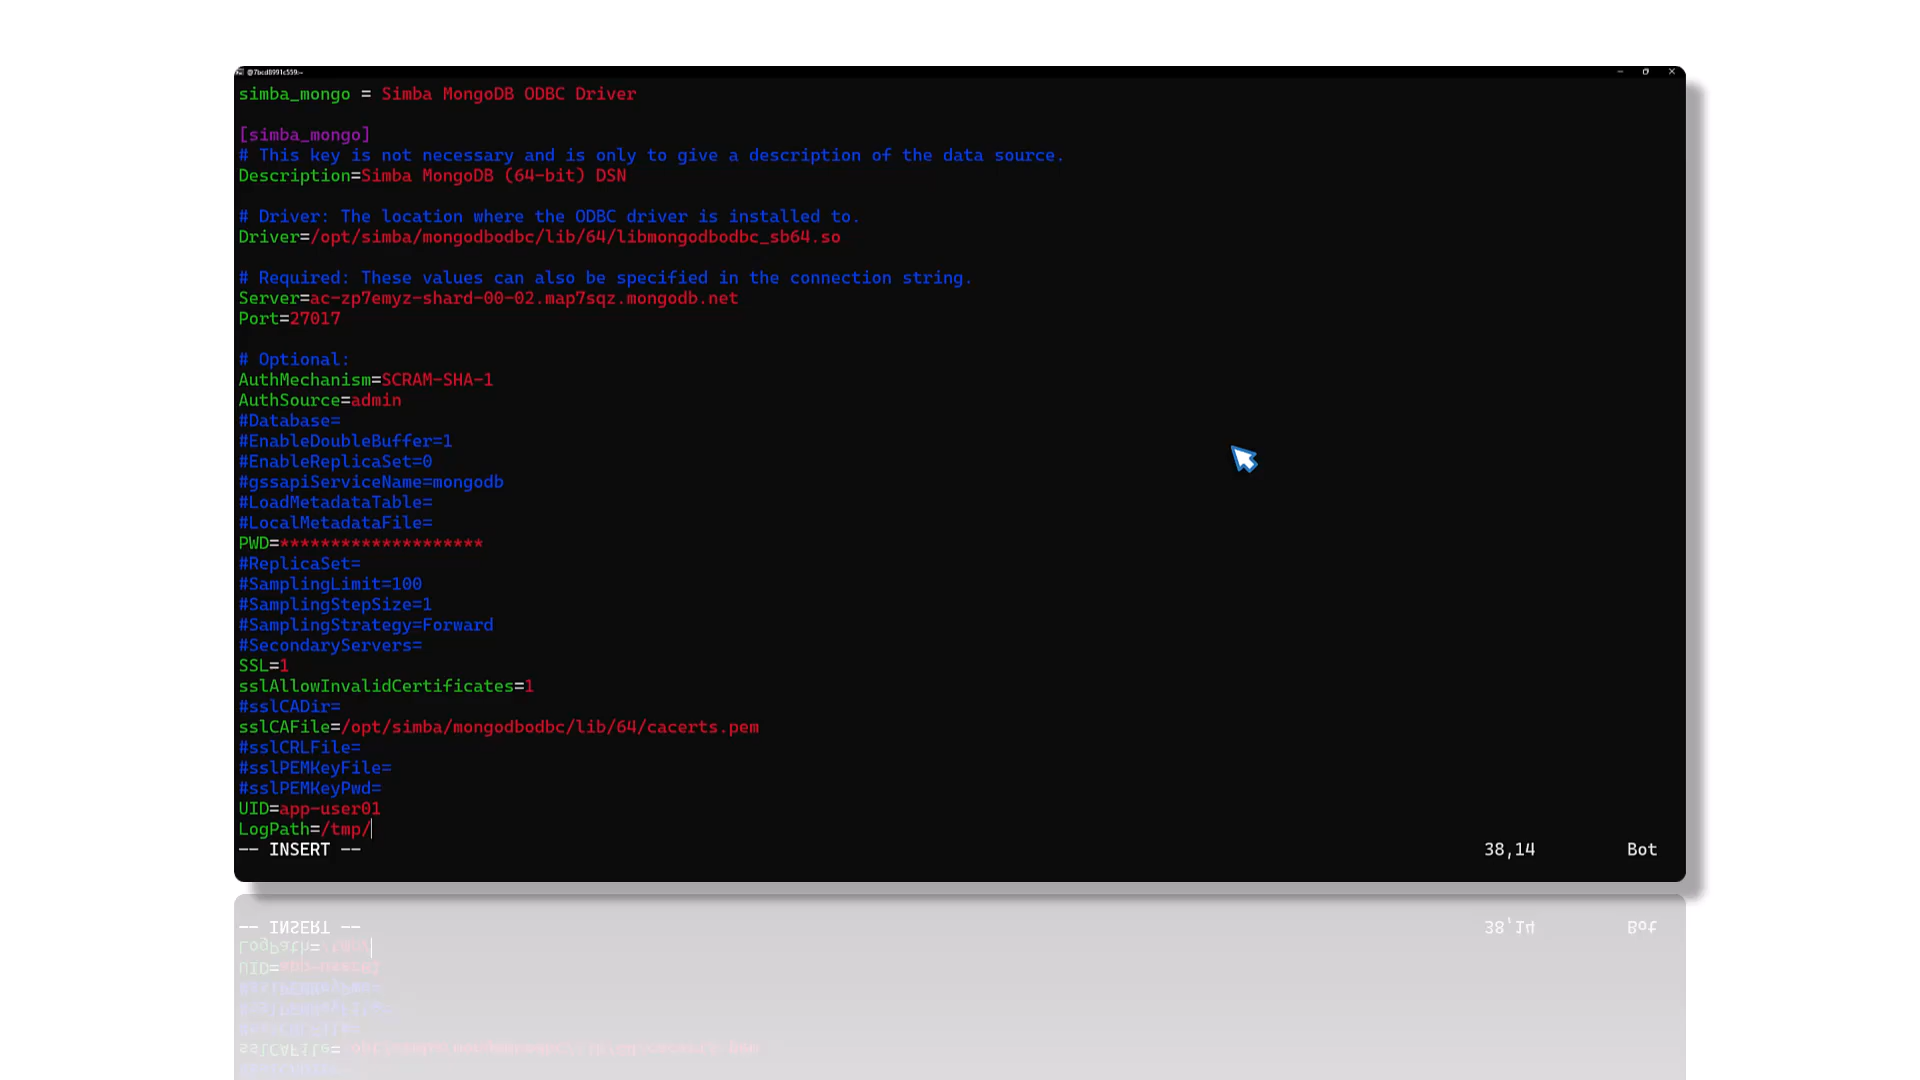 @7bcd8991c559:~
simba_mongo = Simba MongoDB ODBC Driver
[simba_mongo]
# This key is not necessary and is only to give a description of the data source.
Description=Simba MongoDB (64-bit) DSN
# Driver: The location where the ODBC driver is installed to.
Driver=/opt/simba/mongodbodbc/lib/64/libmongodbodbc_sb64.so
# Required: These values can also be specified in the connection string.
Server=ac-zp7emyz-shard-00-02.map7sqz.mongodb.net
Port=27017
# Optional:
AuthMechanism=SCRAM-SHA-1
AuthSource=admin
#Database=
#EnableDoubleBuffer=1
#EnableReplicaSet=0
#gssapiServiceName=mongodb
#LoadMetadataTable=
#LocalMetadataFile=
PWD=********************
#ReplicaSet=
#SamplingLimit=100
#SamplingStepSize=1
#SamplingStrategy=Forward
#SecondaryServers=
SSL=1
sslAllowInvalidCertificates=1
#sslCADir=
sslCAFile=/opt/simba/mongodbodbc/lib/64/cacerts.pem
#sslCRLFile=
#sslPEMKeyFile=
#sslPEMKeyPwd=
UID=app-user01
LogPath=/tmp/
-- INSERT -- 38,14 Bot